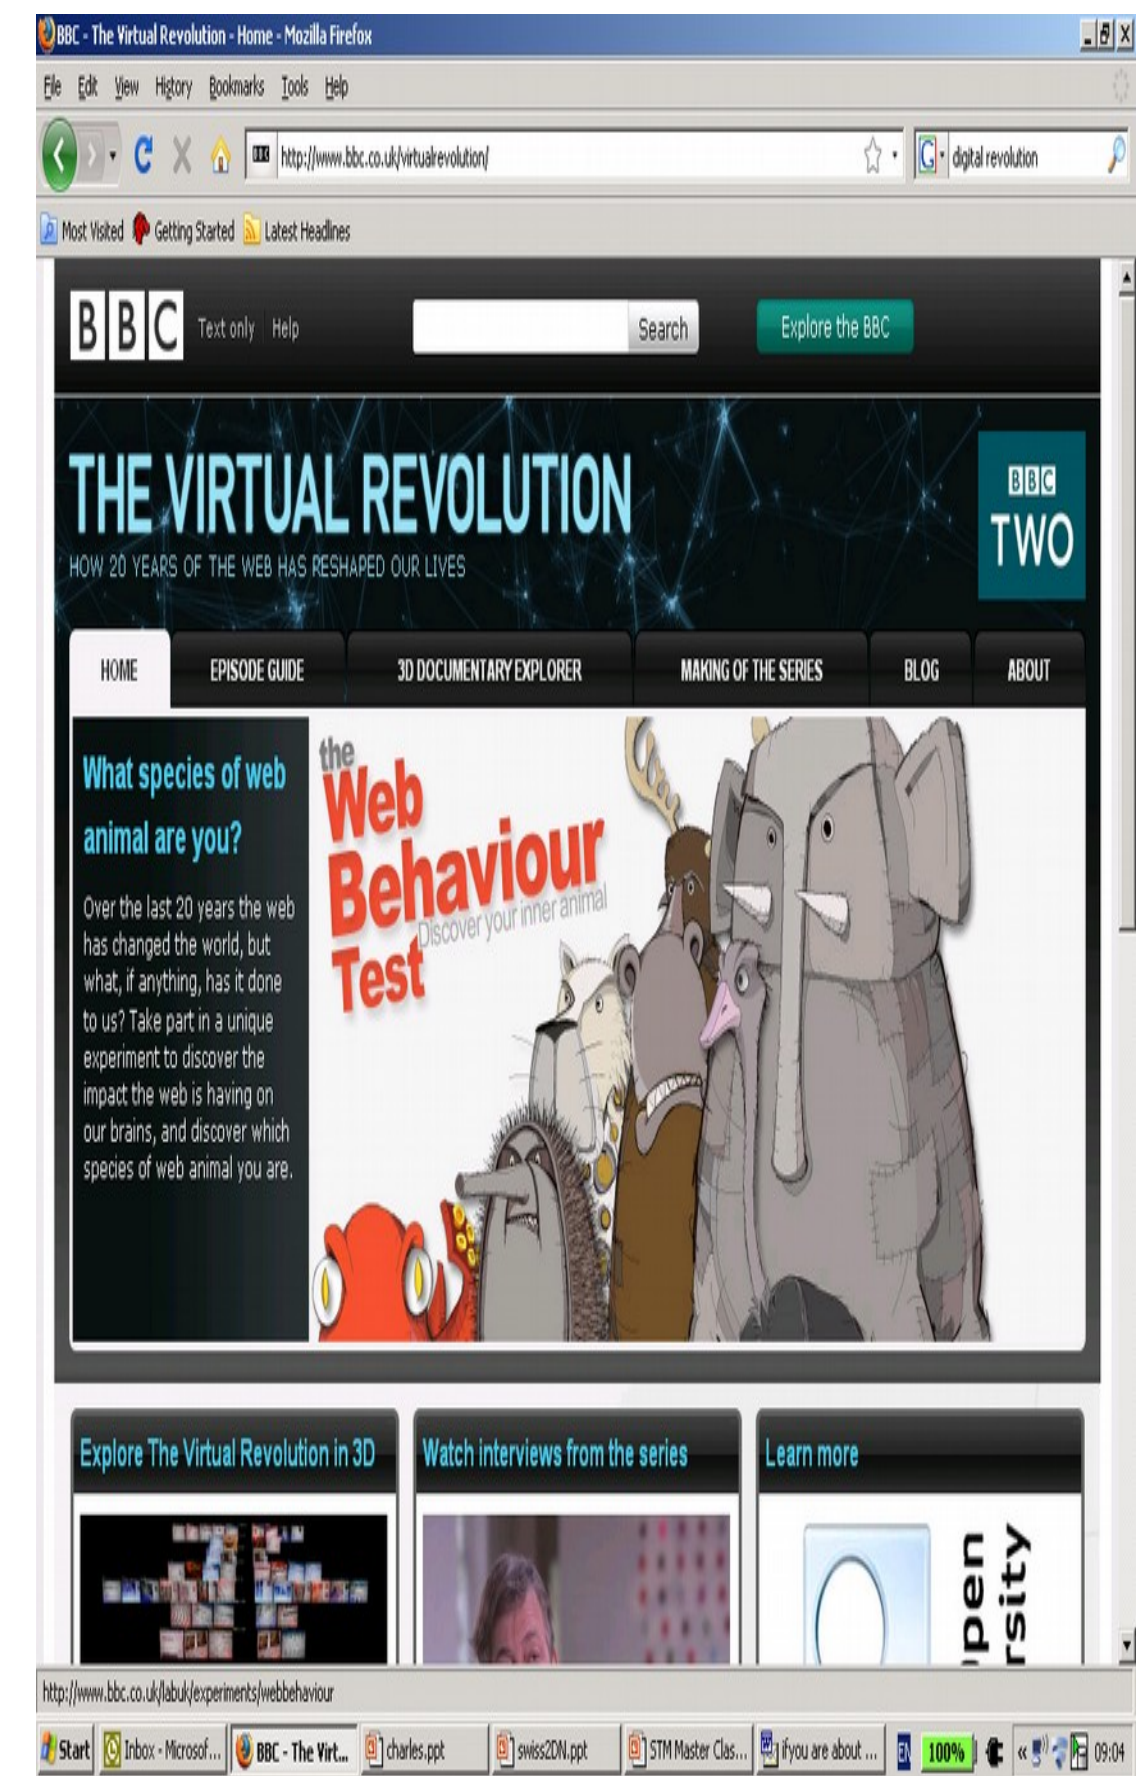 BBC - The Virtual Revolution - Home - Mozilla Firefox
File Edit View History Bookmarks Tools Help
http://www.bbc.co.uk/virtualrevolution/
digital revolution
Most Visited Getting Started Latest Headlines
BBC Text only Help Search Explore the BBC
THE VIRTUAL REVOLUTION
HOW 20 YEARS OF THE WEB HAS RESHAPED OUR LIVES
BBC
TWO
HOME EPISODE GUIDE 3D DOCUMENTARY EXPLORER MAKING OF THE SERIES BLOG ABOUT
What species of web
animal are you?
Over the last 20 years the web
has changed the world, but
what, if anything, has it done
to us? Take part in a unique
experiment to discover the
impact the web is having on
our brains, and discover which
species of web animal you are.
the
Web
Behaviour
Discover your inner animal
Test
Explore The Virtual Revolution in 3D
Watch interviews from the series
Learn more
pen
rsity
http://www.bbc.co.uk/labuk/experiments/webbehaviour
Start Inbox - Microsof... BBC - The Virt... charles.ppt swiss2DN.ppt STM Master Clas... ifyou are about ... EN 100% « 09:04